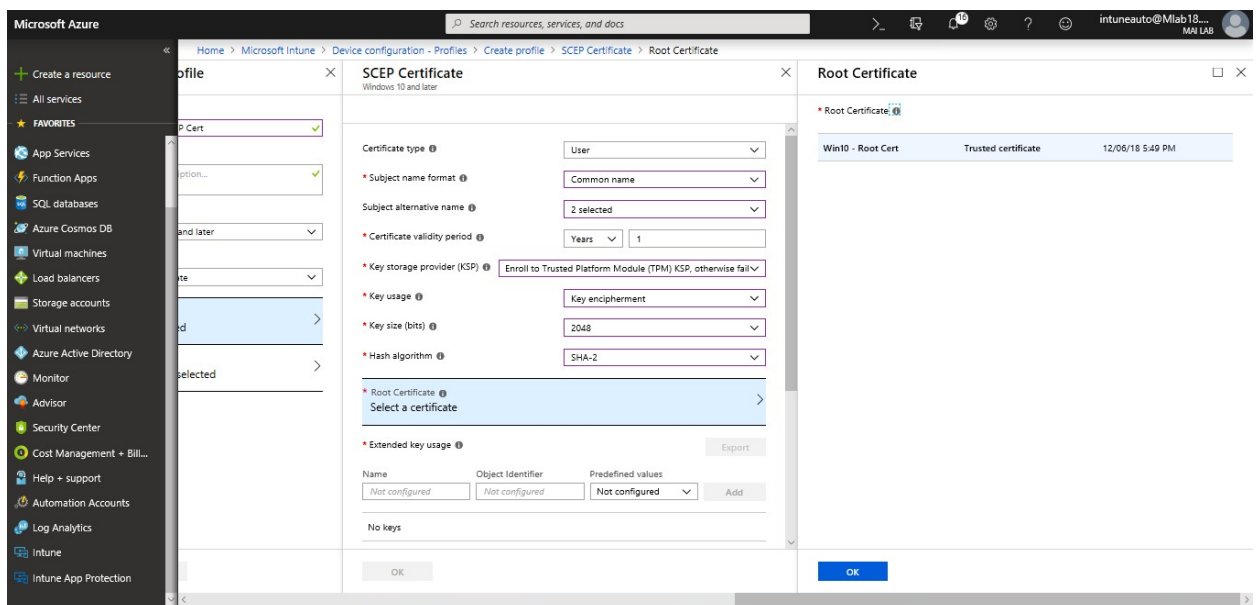 Microsoft Azure
Search resources, services, and docs
16
intuneauto@Mlab18....
MAI LAB
Home > Microsoft Intune > Device configuration - Profiles > Create profile > SCEP Certificate > Root Certificate
Create a resource
All services
FAVORITES
App Services
Function Apps
SQL databases
Azure Cosmos DB
Virtual machines
Load balancers
Storage accounts
Virtual networks
Azure Active Directory
Monitor
Advisor
Security Center
Cost Management + Bill...
Help + support
Automation Accounts
Log Analytics
Intune
Intune App Protection
ofile
P Cert
iption...
and later
te
ed
selected
SCEP Certificate
Windows 10 and later
Certificate type User
* Subject name format Common name
Subject alternative name 2 selected
* Certificate validity period Years 1
* Key storage provider (KSP) Enroll to Trusted Platform Module (TPM) KSP, otherwise fail
* Key usage Key encipherment
* Key size (bits) 2048
* Hash algorithm SHA-2
* Root Certificate
Select a certificate
* Extended key usage Export
Name Object Identifier Predefined values
Not configured Not configured Not configured Add
No keys
OK
Root Certificate
* Root Certificate
Win10 - Root Cert Trusted certificate 12/06/18 5:49 PM
OK